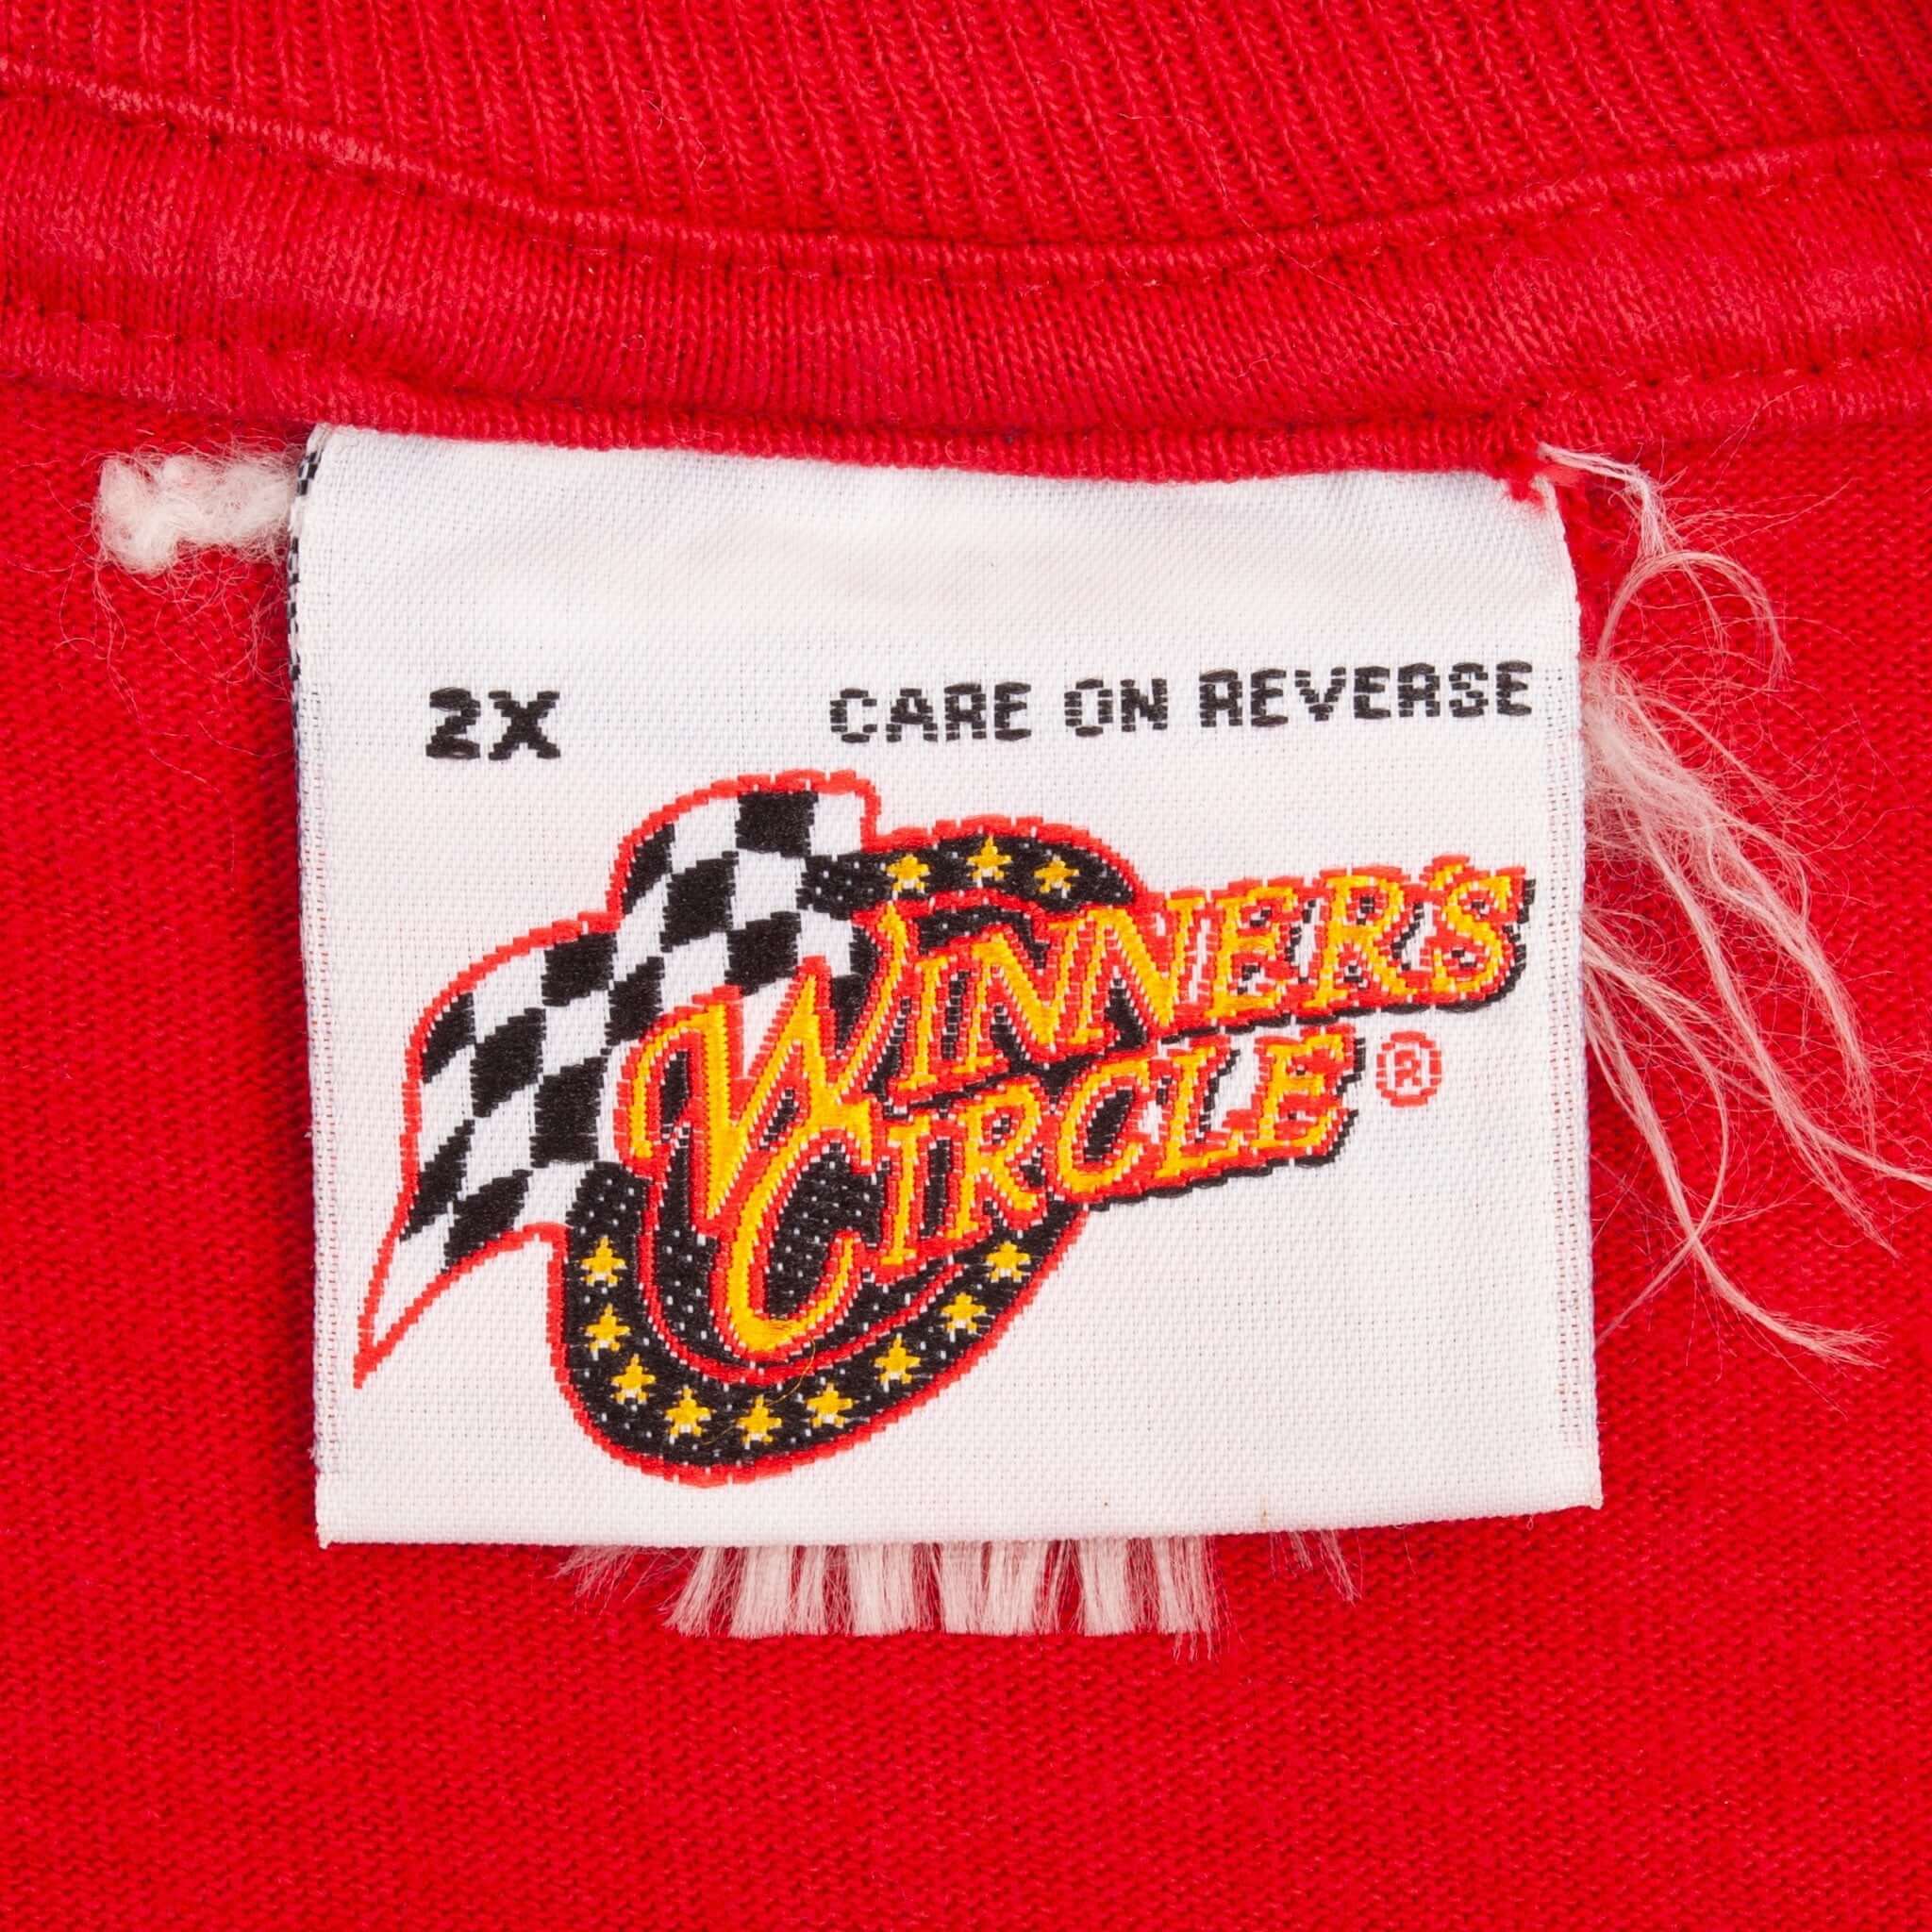 2X CARE ON REVERSE
WINNER'S
CIRCLE ®